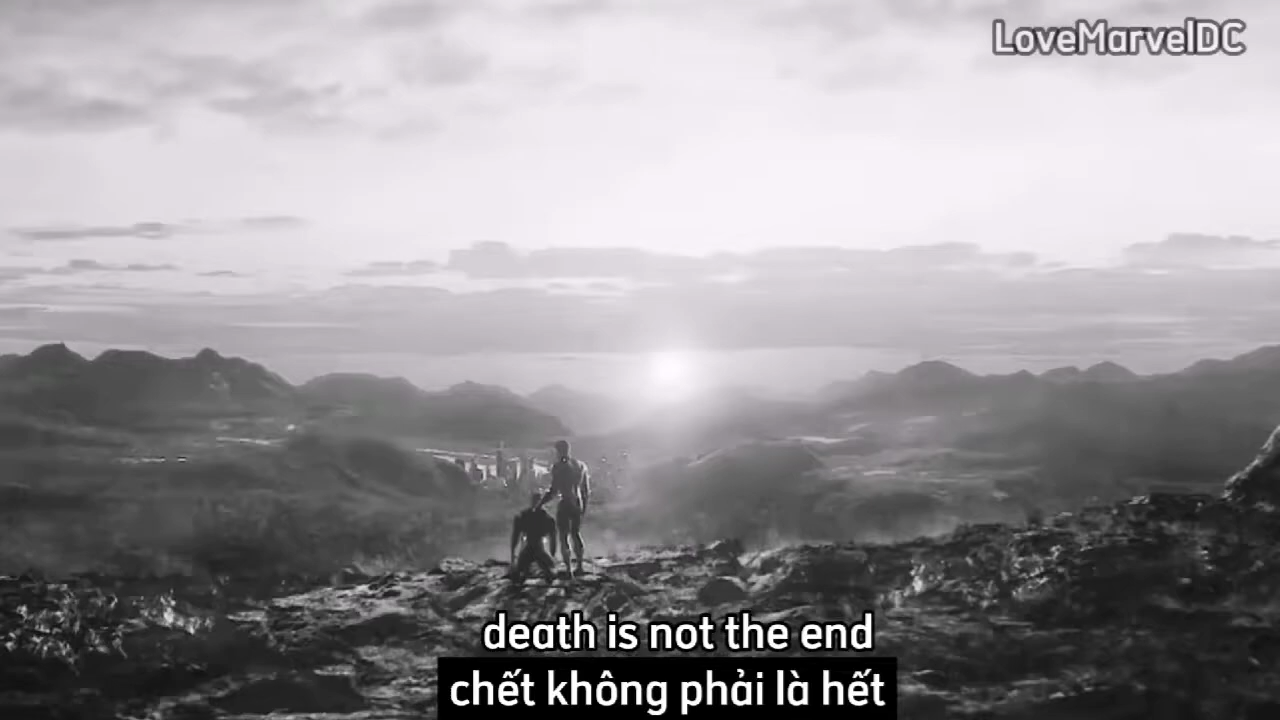 LoveMarvelDC
death is not the end
chết không phải là hết